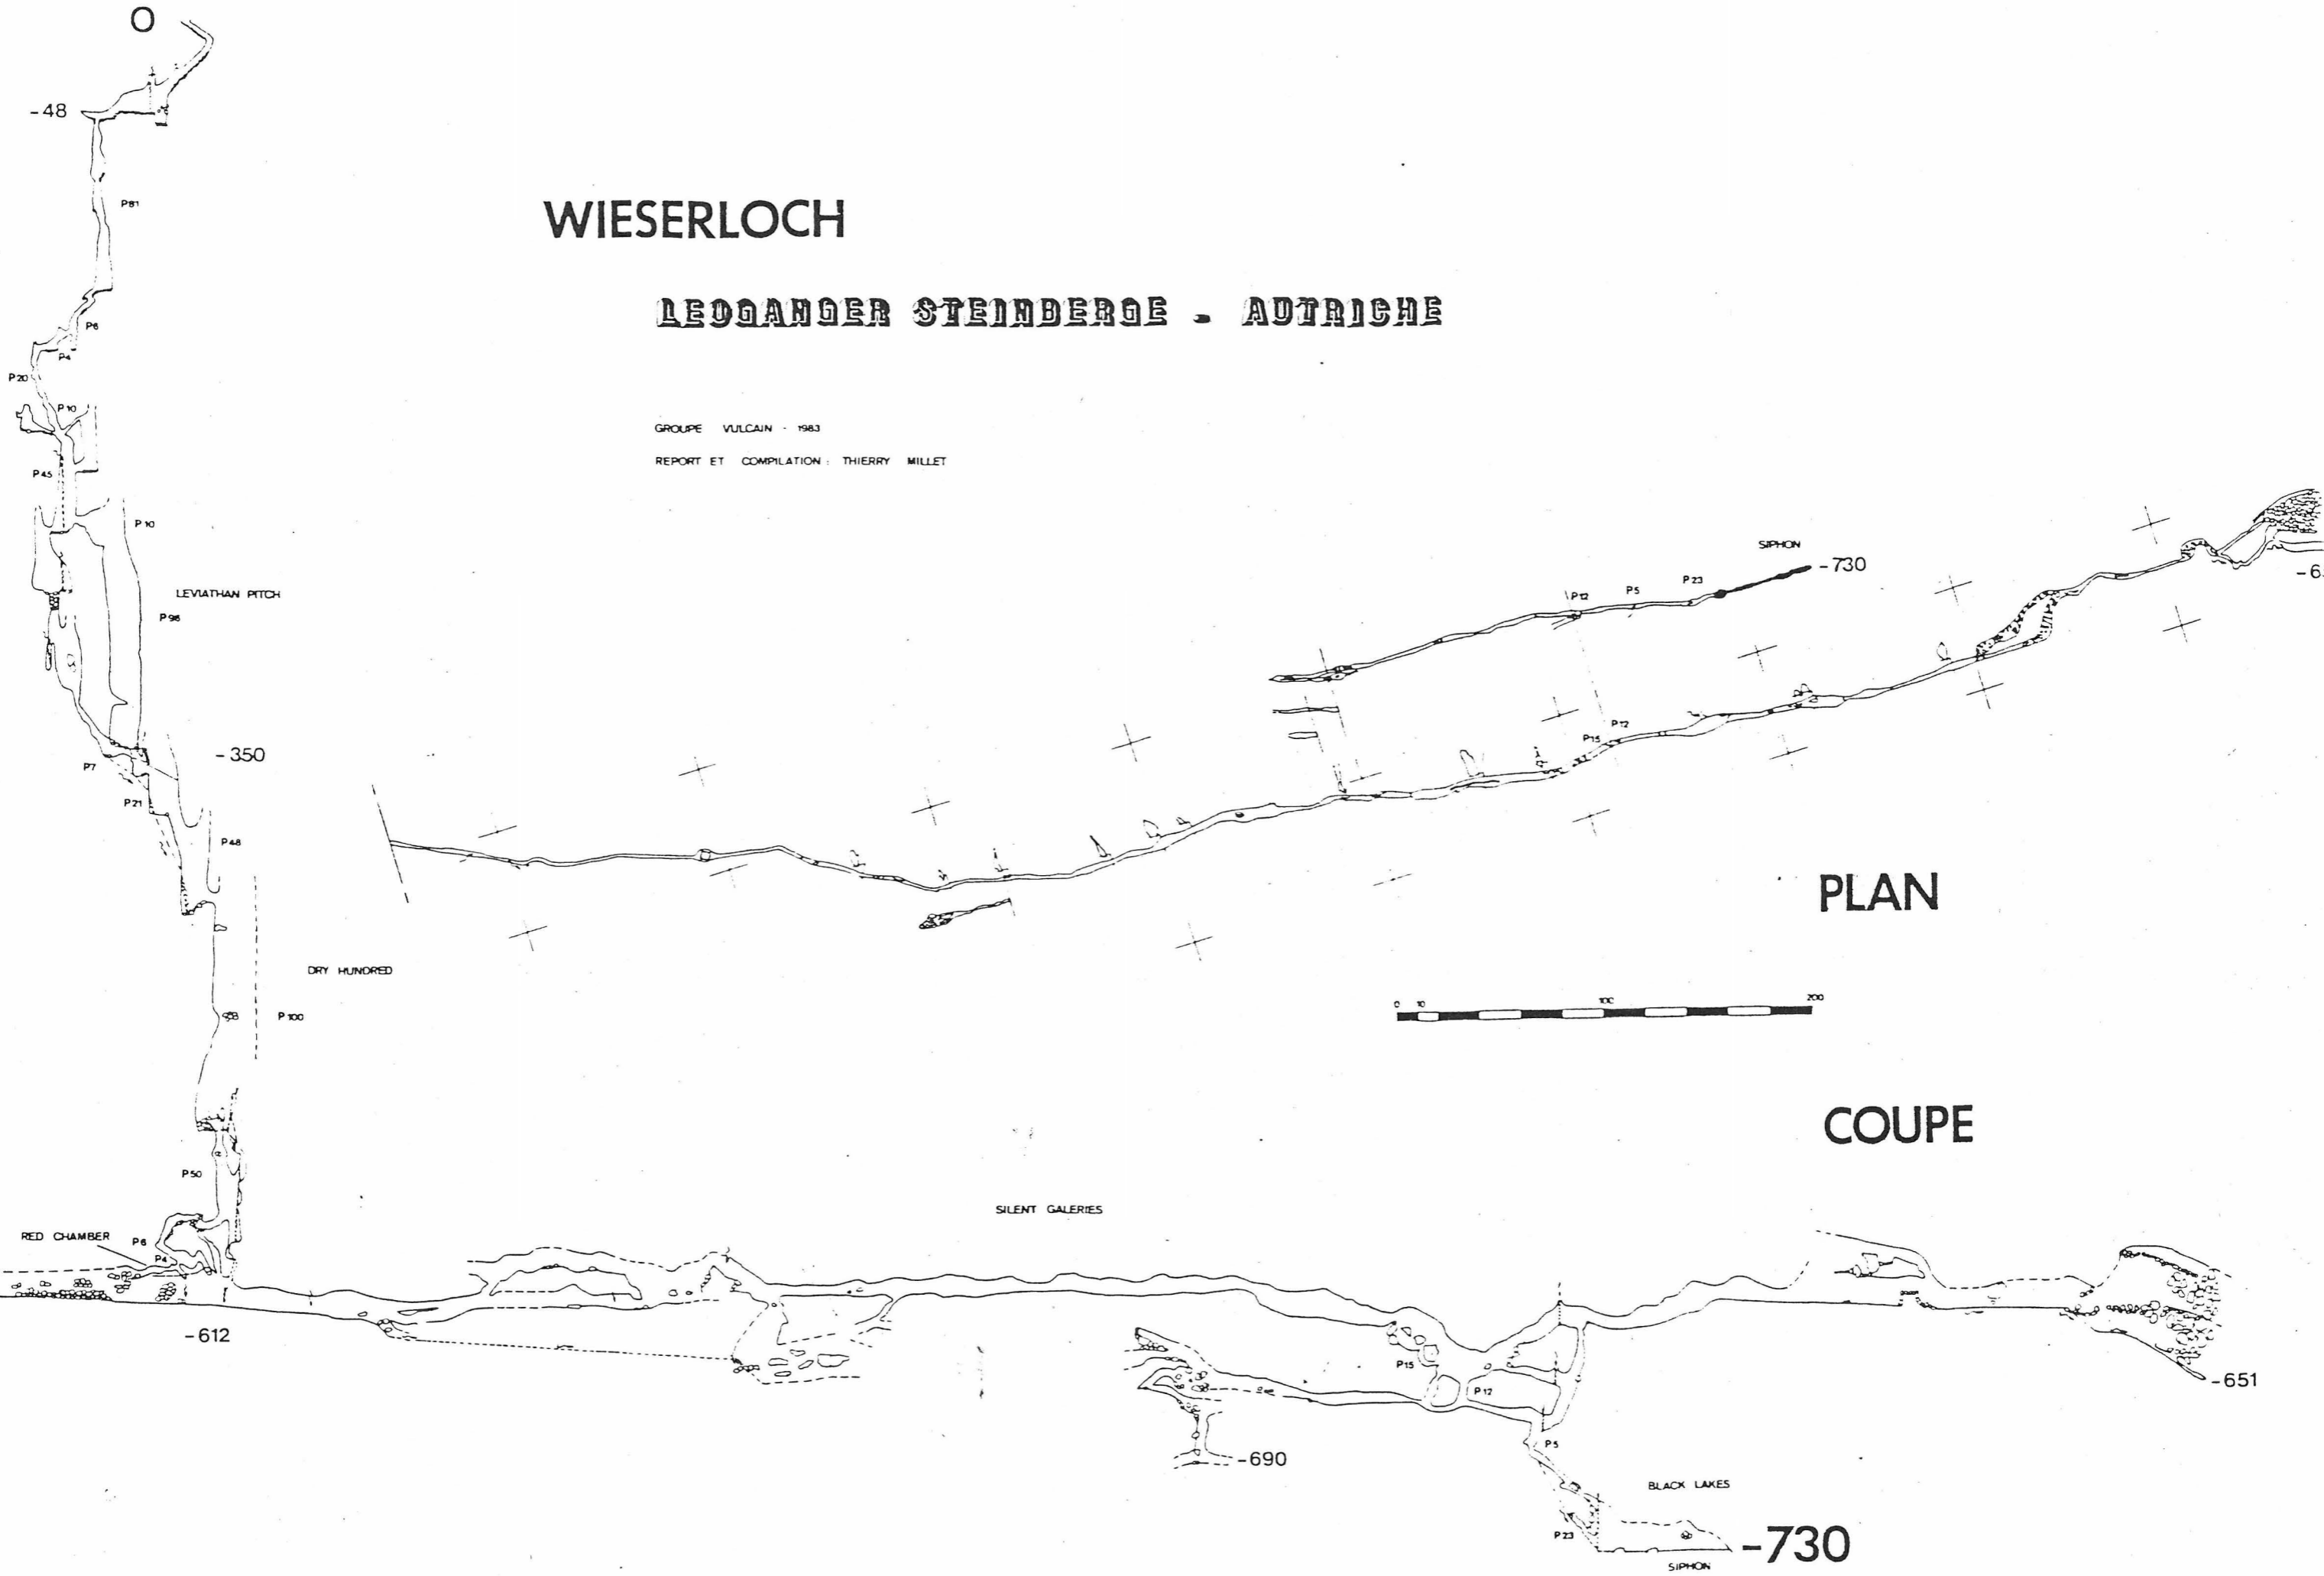 O
-48
P81
WIESERLOCH
LEOGANGER STEINBERGE - AUTRICHE
P6
P4
P20
P10
P45
GROUPE VULCAIN - 1983
REPORT ET COMPILATION : THIERRY MILLET
P10
LEVIATHAN PITCH
P96
SIPHON
-730
P12
P5
P23
-350
P7
P21
P48
P12
P15
PLAN
DRY HUNDRED
P100
0 10 100 200
COUPE
P50
SILENT GALERIES
RED CHAMBER
P6
P4
-612
P15
P12
-651
P5
-690
BLACK LAKES
P23
-730
SIPHON